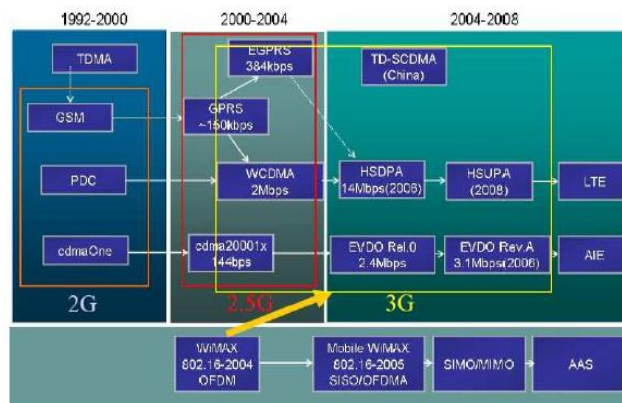 1992-2000
2000-2004
2004-2008
TDMA
EGPRS
384kbps
TD-SCDMA
(China)
GSM
GPRS
~150kbps
PDC
WCDMA
2Mbps
HSDPA
14Mbps(2006)
HSUPA
(2008)
LTE
cdmaOne
cdma20001x
144bps
EVDO Rel.0
2.4Mbps
EVDO Rev.A
3.1Mbps(2006)
AIE
2G
2.5G
3G
WiMAX
802.16-2004
OFDM
Mobile WiMAX
802.16-2005
SISO/OFDMA
SIMO/MIMO
AAS